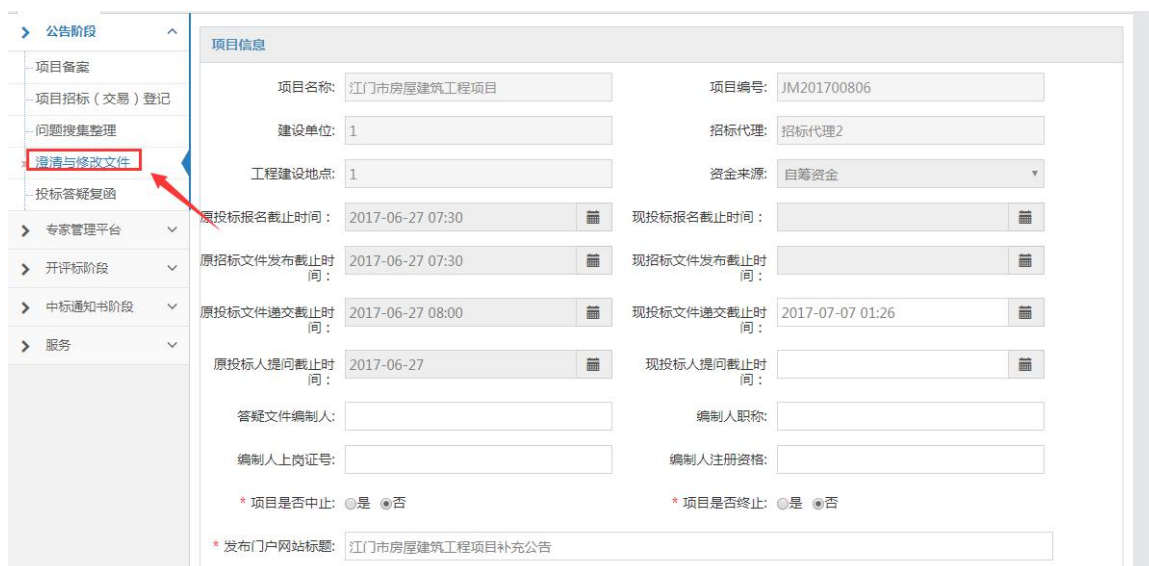 公告阶段
项目备案
项目招标（交易）登记
问题搜集整理
澄清与修改文件
投标答疑复函
专家管理平台
开评标阶段
中标通知书阶段
服务
项目信息
项目名称: 江门市房屋建筑工程项目 项目编号: JM201700806
建设单位: 1 招标代理: 招标代理2
工程建设地点: 1 资金来源: 自筹资金
原投标报名截止时间： 2017-06-27 07:30 现投标报名截止时间：
原招标文件发布截止时 2017-06-27 07:30 现招标文件发布截止时
间： 间：
原投标文件递交截止时 2017-06-27 08:00 现投标文件递交截止时 2017-07-07 01:26
间： 间：
原投标人提问截止时 2017-06-27 现投标人提问截止时
间： 间：
答疑文件编制人: 编制人职称:
编制人上岗证号: 编制人注册资格:
* 项目是否中止: 是 否 * 项目是否终止: 是 否
* 发布门户网站标题: 江门市房屋建筑工程项目补充公告